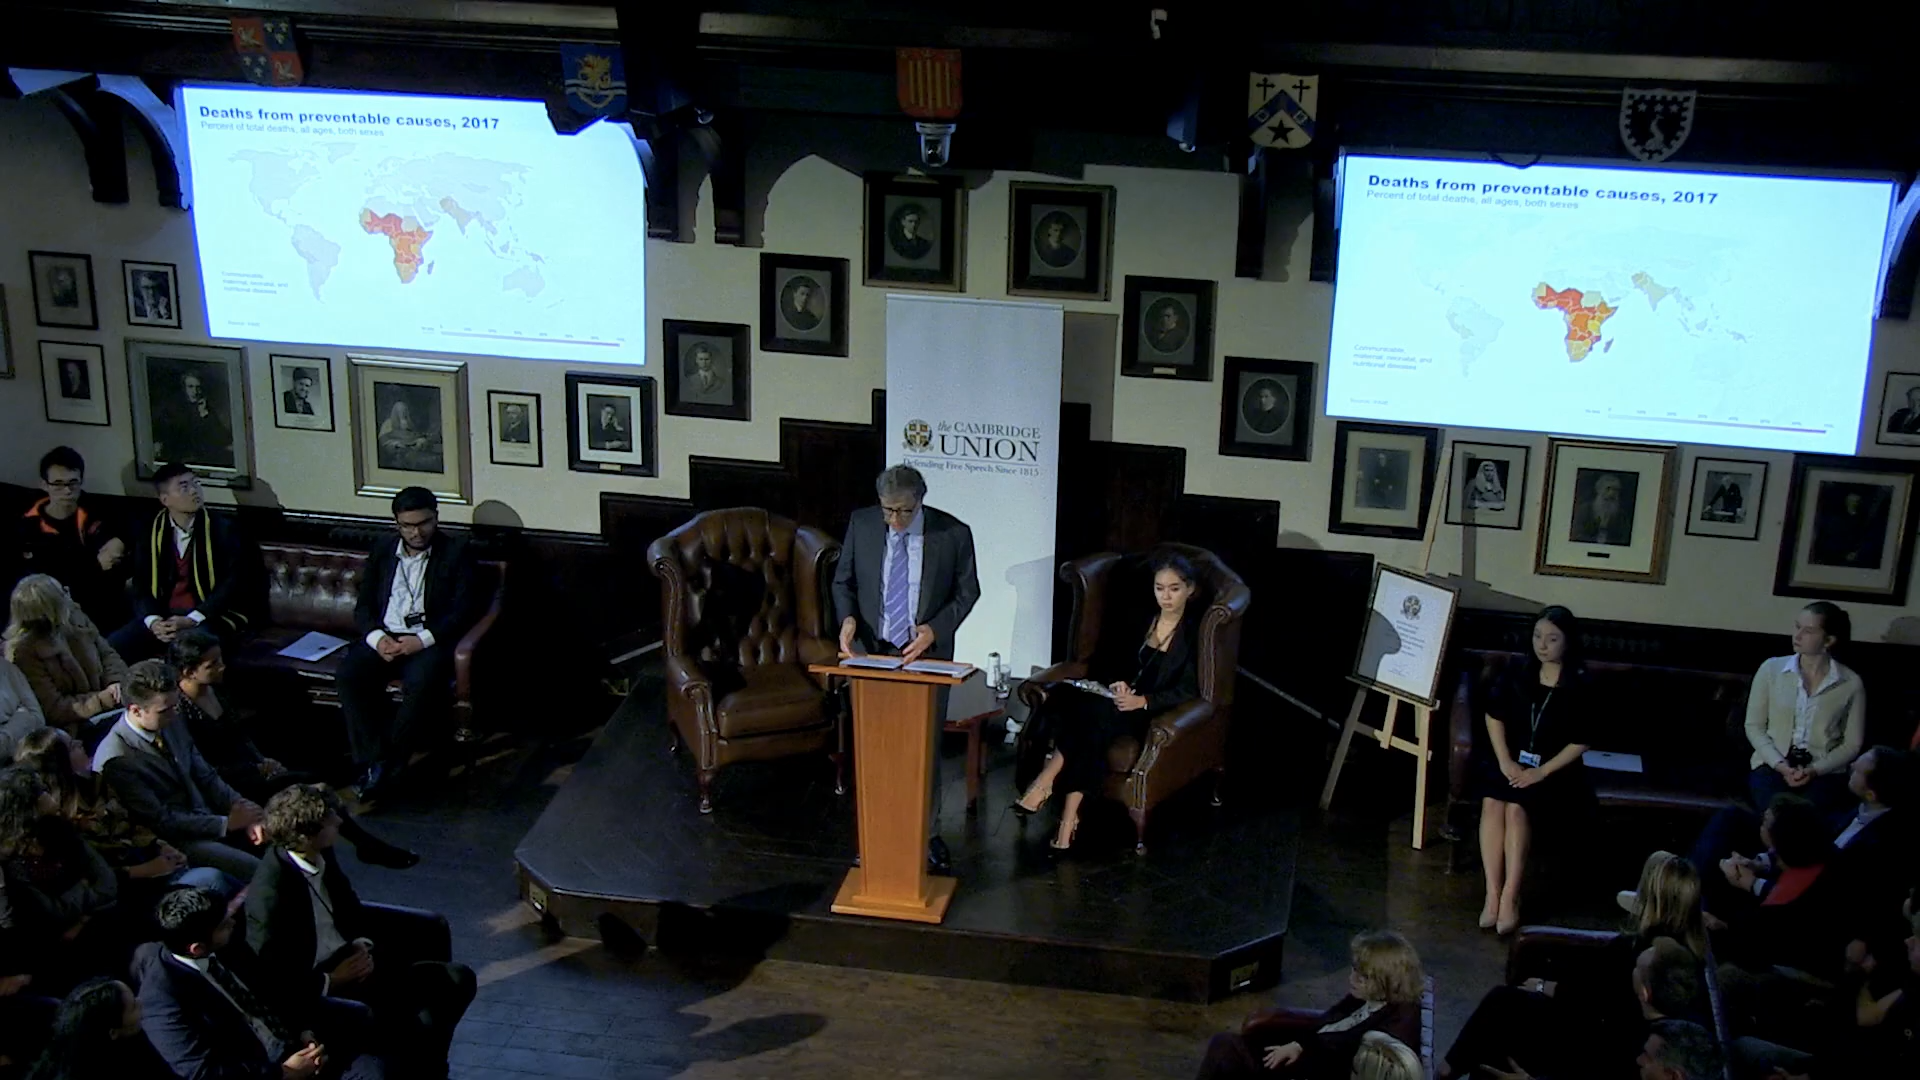 Deaths from preventable causes, 2017
Percent of total deaths, all ages, both sexes
Communicable,
maternal, neonatal, and
nutritional diseases
the CAMBRIDGE
UNION
Defending Free Speech Since 1815
Deaths from preventable causes, 2017
Percent of total deaths, all ages, both sexes
Communicable,
maternal, neonatal, and
nutritional diseases